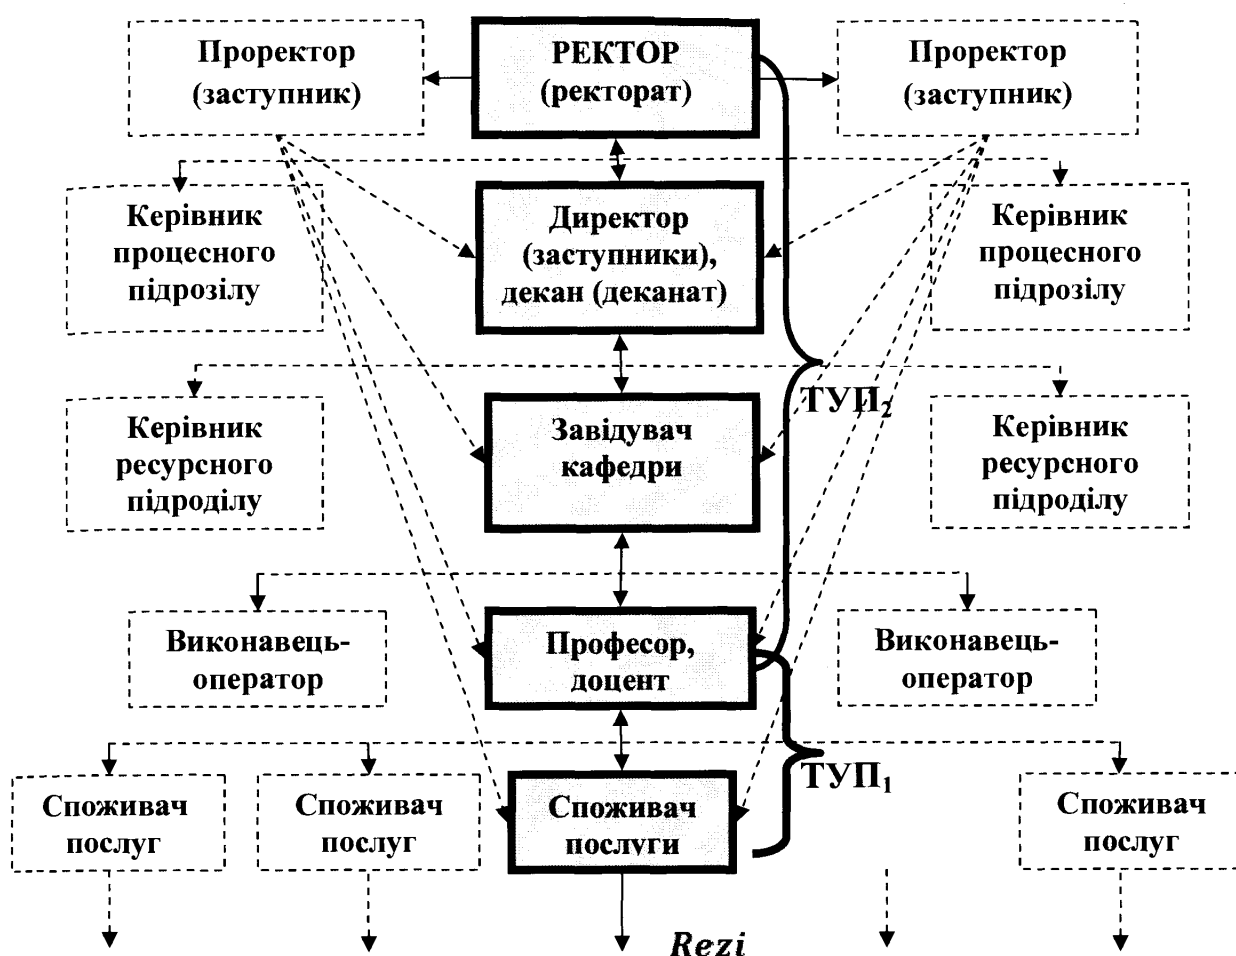 Проректор
(заступник)
РЕКТОР
(ректорат)
Проректор
(заступник)
Керівник
процесного
підрозілу
Директор
(заступники),
декан (деканат)
Керівник
процесного
підрозілу
ТУП₂
Керівник
ресурсного
підроділу
Завідувач
кафедри
Керівник
ресурсного
підроділу
Виконавець-
оператор
Професор,
доцент
Виконавець-
оператор
ТУП₁
Споживач
послуг
Споживач
послуг
Споживач
послуги
Споживач
послуг
Rezi